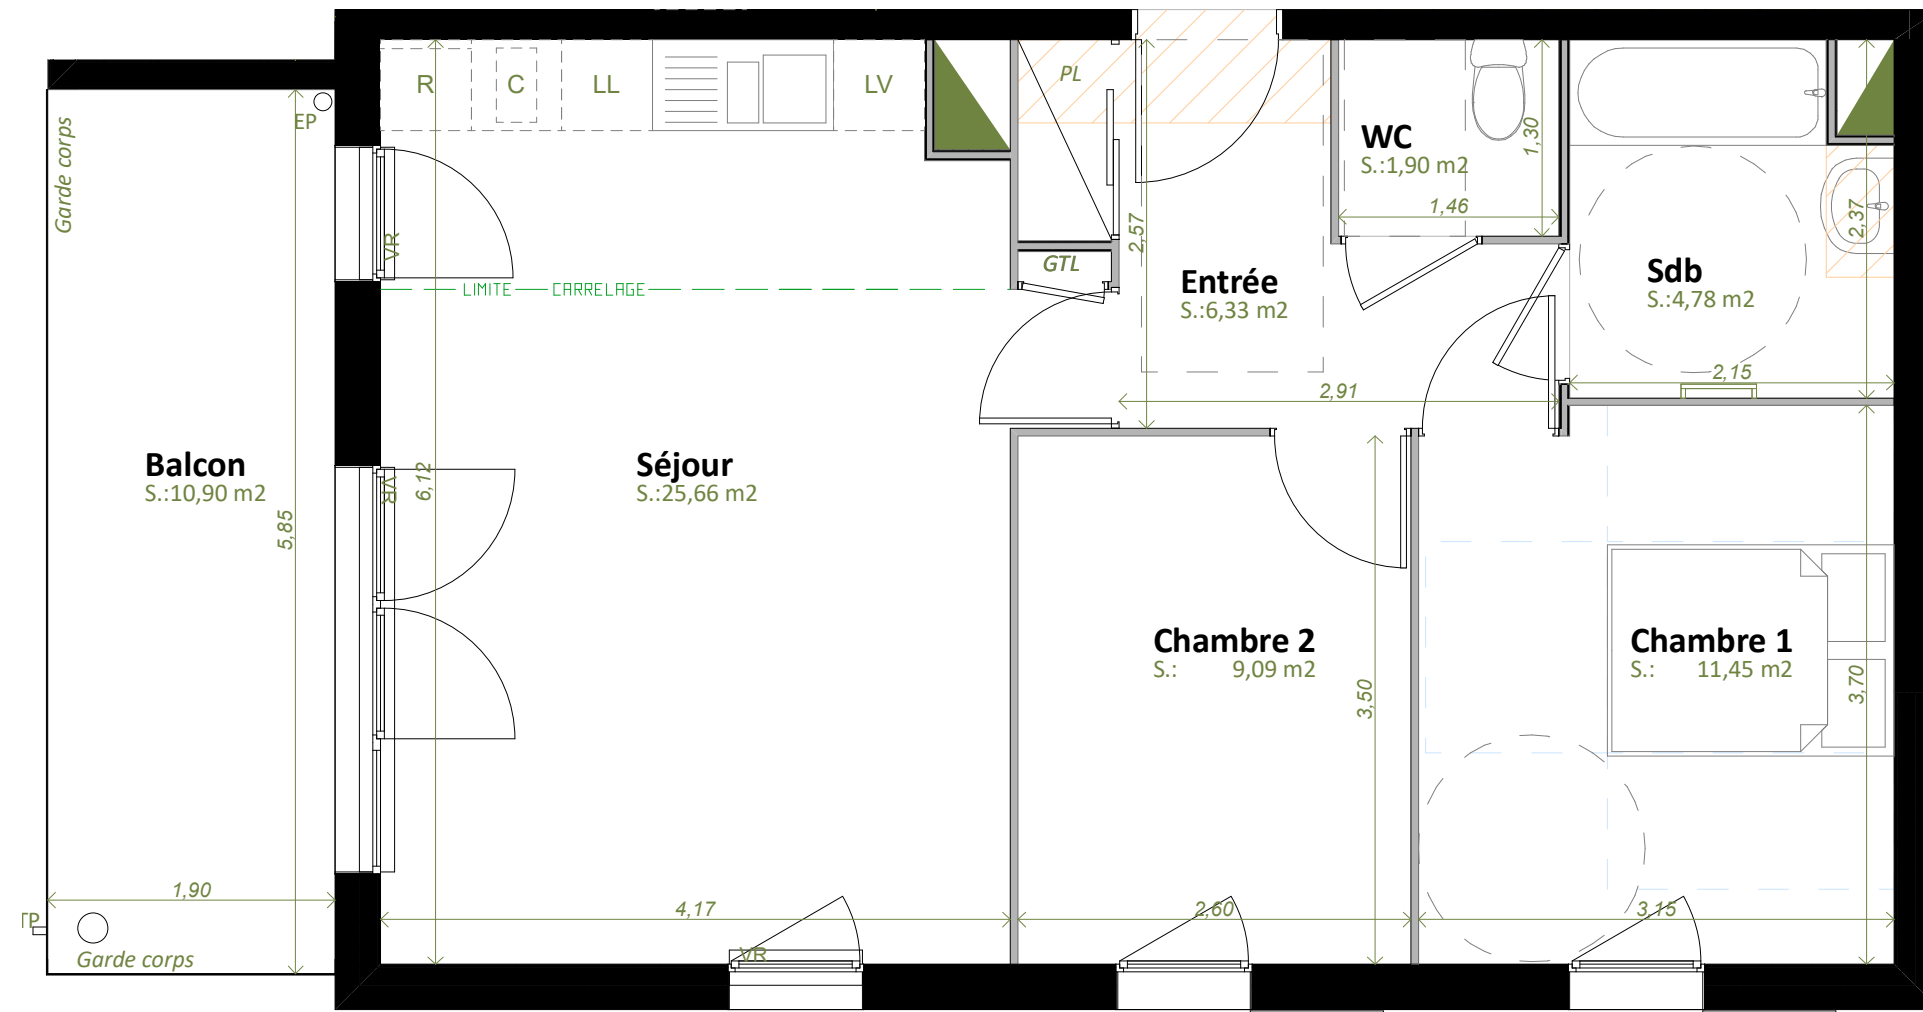 R
C
LL
LV
PL
EP
Garde corps
WC
S.:1,90 m2
1,30
1,46
2,57
2,37
VR
GTL
LIMITE CARRELAGE
Entrée
S.:6,33 m2
Sdb
S.:4,78 m2
2,15
2,91
Balcon
S.:10,90 m2
5,85
VR
6,12
Séjour
S.:25,66 m2
Chambre 2
S.: 9,09 m2
3,50
Chambre 1
S.: 11,45 m2
3,70
1,90
4,17
2,60
3,15
TP
Garde corps
VR